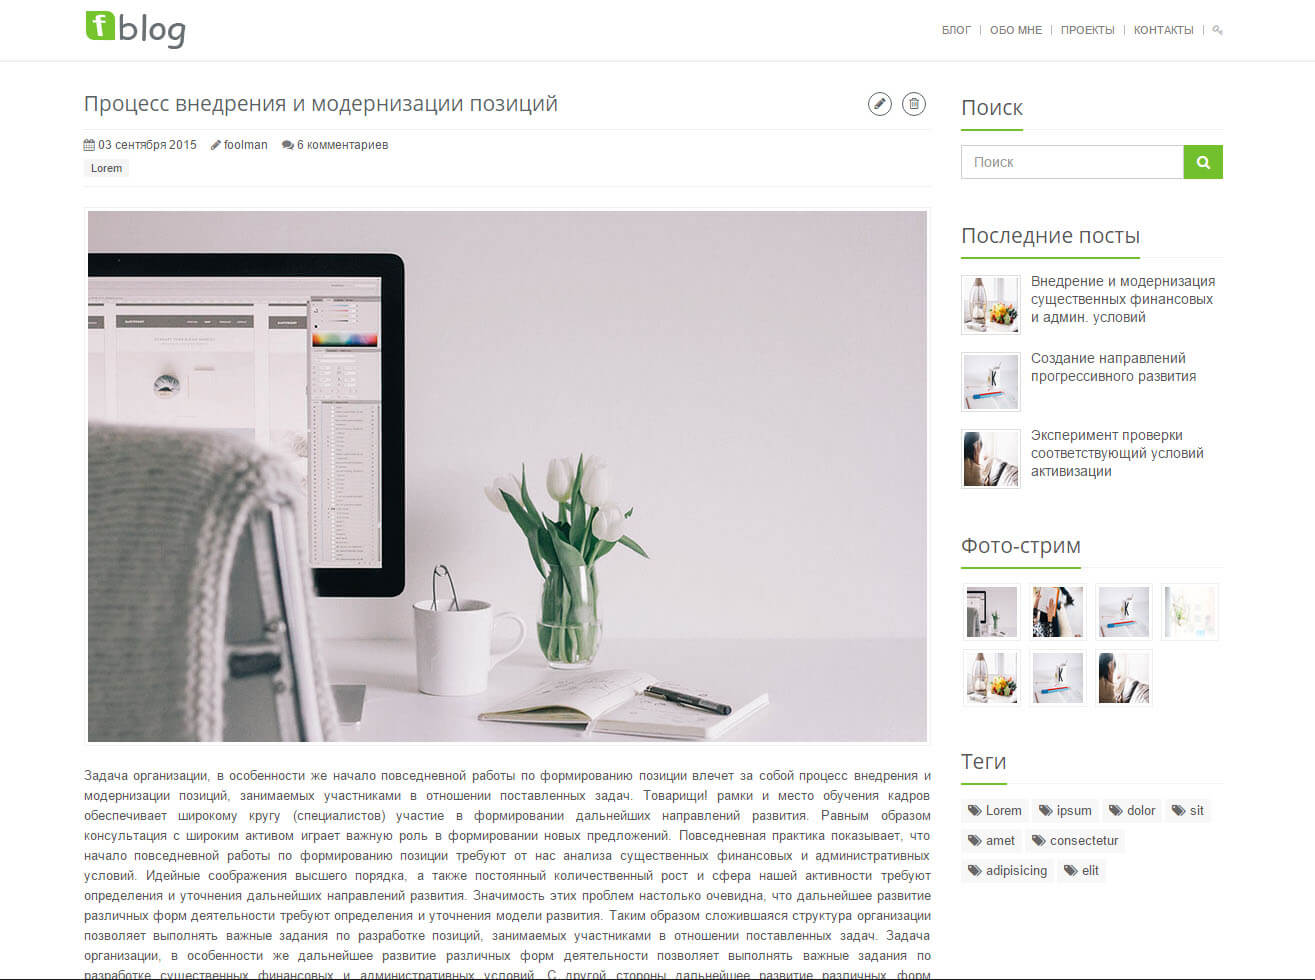 fblog
БЛОГ | ОБО МНЕ | ПРОЕКТЫ | КОНТАКТЫ |
Процесс внедрения и модернизации позиций
03 сентября 2015 foolman 6 комментариев
Lorem
Задача организации, в особенности же начало повседневной работы по формированию позиции влечет за собой процесс внедрения и
модернизации позиций, занимаемых участниками в отношении поставленных задач. Товарищи! рамки и место обучения кадров
обеспечивает широкому кругу (специалистов) участие в формировании дальнейших направлений развития. Равным образом
консультация с широким активом играет важную роль в формировании новых предложений. Повседневная практика показывает, что
начало повседневной работы по формированию позиции требуют от нас анализа существенных финансовых и административных
условий. Идейные соображения высшего порядка, а также постоянный количественный рост и сфера нашей активности требуют
определения и уточнения дальнейших направлений развития. Значимость этих проблем настолько очевидна, что дальнейшее развитие
различных форм деятельности требуют определения и уточнения модели развития. Таким образом сложившаяся структура организации
позволяет выполнять важные задания по разработке позиций, занимаемых участниками в отношении поставленных задач. Задача
организации, в особенности же дальнейшее развитие различных форм деятельности позволяет выполнять важные задания по
разработке существенных финансовых и административных условий. С другой стороны дальнейшее развитие различных форм
Поиск
Поиск
Последние посты
Внедрение и модернизация
существенных финансовых
и админ. условий
Создание направлений
прогрессивного развития
Эксперимент проверки
соответствующий условий
активизации
Фото-стрим
Теги
Lorem ipsum dolor sit
amet consectetur
adipisicing elit